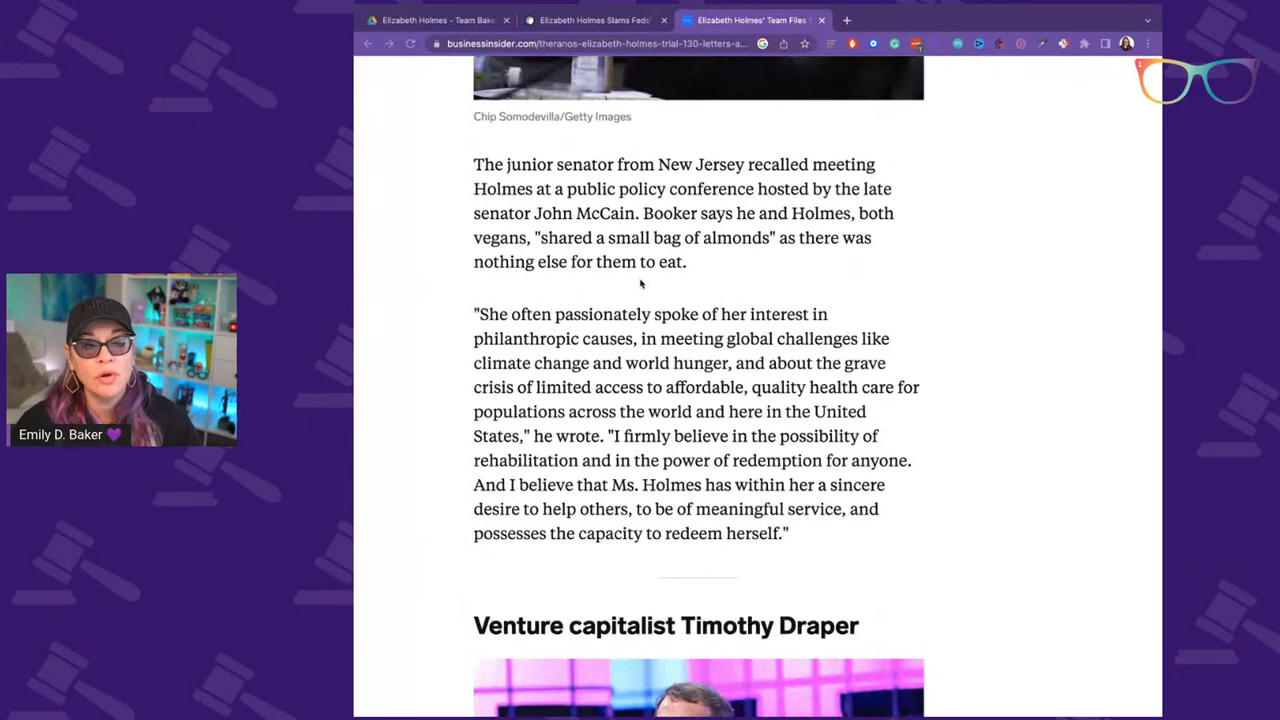 Elizabeth Holmes - Team Bake
Elizabeth Holmes Slams Feds'
Elizabeth Holmes' Team Files 1
businessinsider.com/theranos-elizabeth-holmes-trial-130-letters-a...
Chip Somodevilla/Getty Images
The junior senator from New Jersey recalled meeting
Holmes at a public policy conference hosted by the late
senator John McCain. Booker says he and Holmes, both
vegans, "shared a small bag of almonds" as there was
nothing else for them to eat.
"She often passionately spoke of her interest in
philanthropic causes, in meeting global challenges like
climate change and world hunger, and about the grave
crisis of limited access to affordable, quality health care for
populations across the world and here in the United
States," he wrote. "I firmly believe in the possibility of
rehabilitation and in the power of redemption for anyone.
And I believe that Ms. Holmes has within her a sincere
desire to help others, to be of meaningful service, and
possesses the capacity to redeem herself."
Venture capitalist Timothy Draper
Emily D. Baker 💜